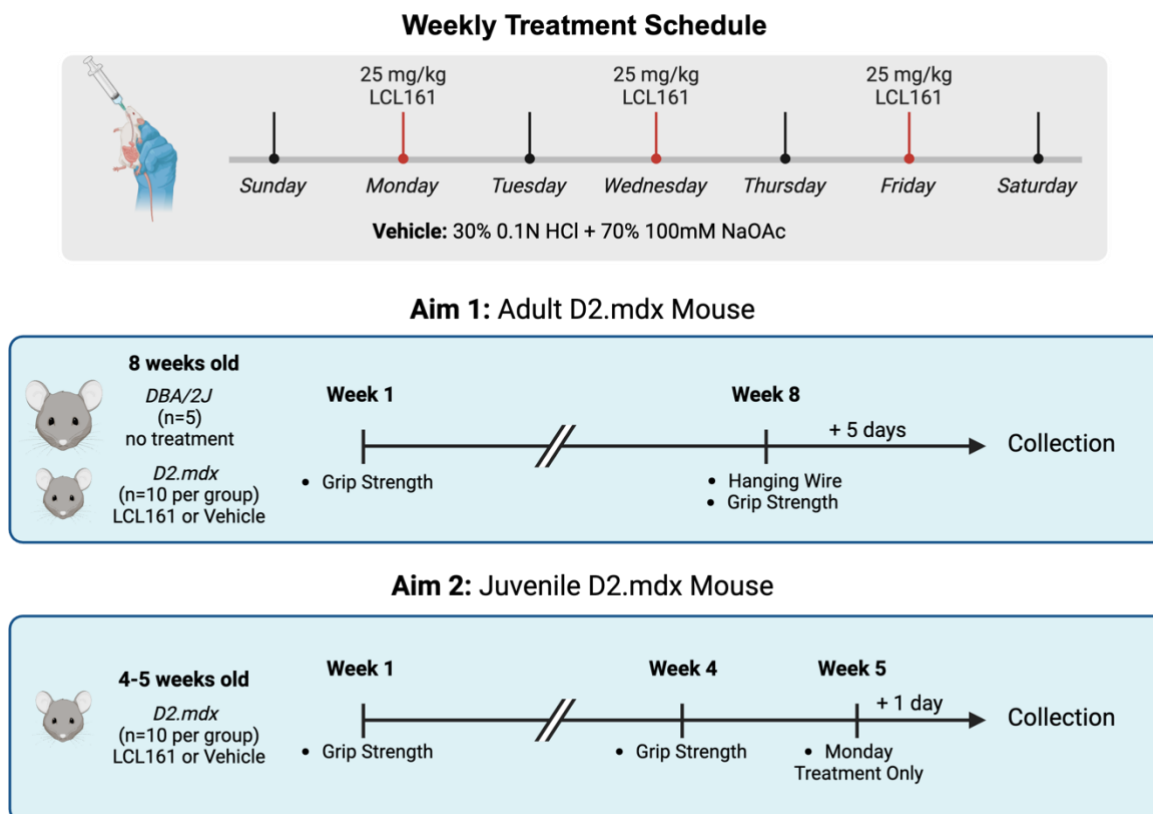 Weekly Treatment Schedule
25 mg/kg
LCL161
25 mg/kg
LCL161
25 mg/kg
LCL161
Sunday
Monday
Tuesday
Wednesday
Thursday
Friday
Saturday
Vehicle: 30% 0.1N HCl + 70% 100mM NaOAc
Aim 1: Adult D2.mdx Mouse
8 weeks old
DBA/2J
(n=5)
no treatment
D2.mdx
(n=10 per group)
LCL161 or Vehicle
Week 1
• Grip Strength
Week 8
• Hanging Wire
• Grip Strength
+ 5 days
Collection
Aim 2: Juvenile D2.mdx Mouse
4-5 weeks old
D2.mdx
(n=10 per group)
LCL161 or Vehicle
Week 1
• Grip Strength
Week 4
• Grip Strength
Week 5
• Monday
Treatment Only
+ 1 day
Collection